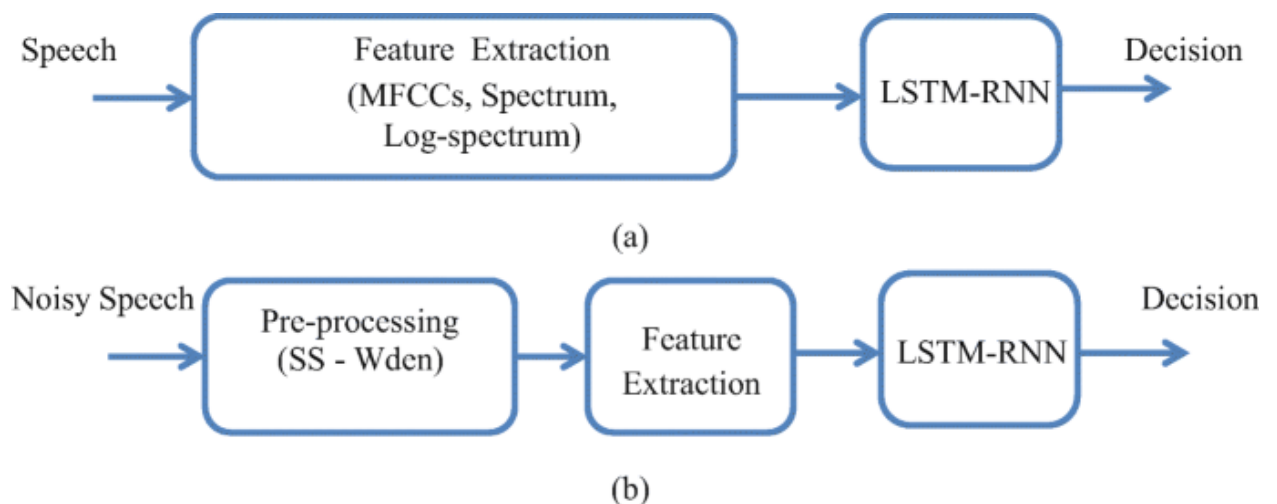 Speech
Feature Extraction
(MFCCs, Spectrum,
Log-spectrum)
LSTM-RNN
Decision
(a)
Noisy Speech
Pre-processing
(SS - Wden)
Feature
Extraction
LSTM-RNN
Decision
(b)